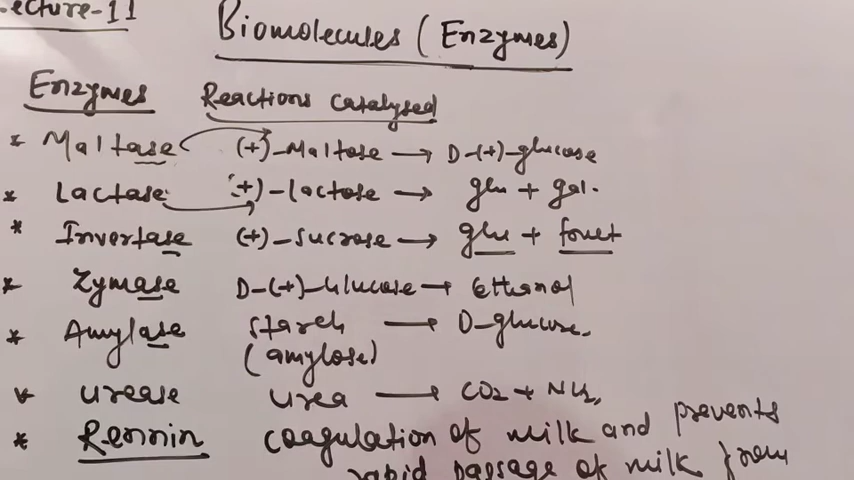 Lecture-11
Biomolecules (Enzymes)
Enzymes Reactions catalysed
* Maltase (+)-Maltose → D-(+)-glucose
* Lactase (+)-lactose → glu + gal.
* Invertase (+)-Sucrose → glu + fruct
* Zymase D-(+)-Glucose → ethanol
* Amylase starch → D-glucose.
(amylose)
* Urease Urea → CO2 + NH3
* Rennin coagulation of milk and prevents
rapid passage of milk from